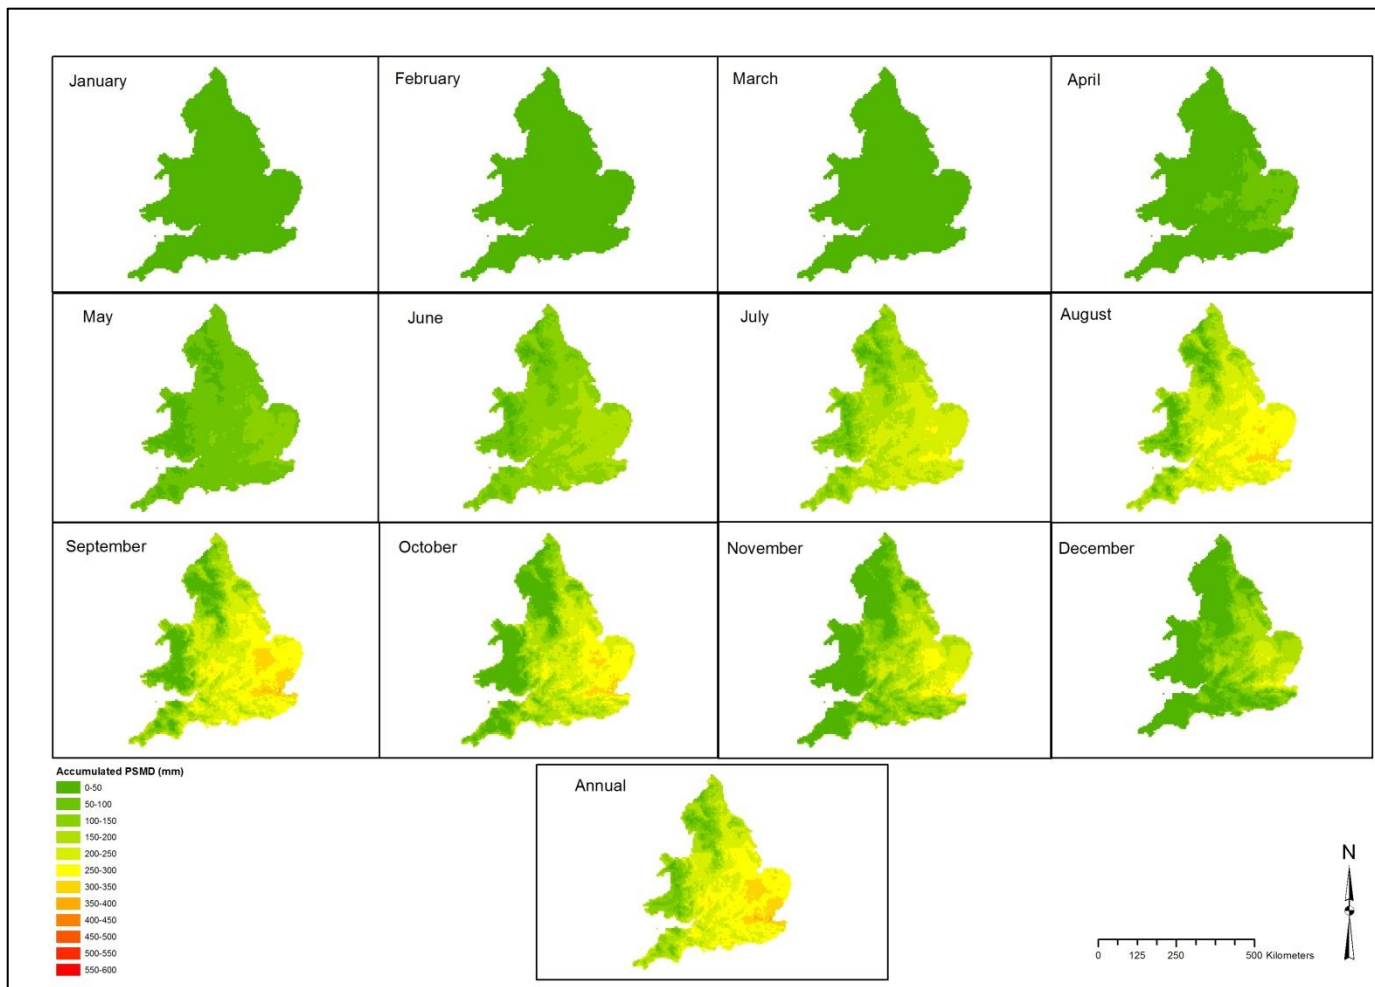 January
February
March
April
May
June
July
August
September
October
November
December
Accumulated PSMD (mm)
0-50
50-100
100-150
150-200
200-250
250-300
300-350
350-400
400-450
450-500
500-550
550-600
Annual
N
0 125 250 500 Kilometers